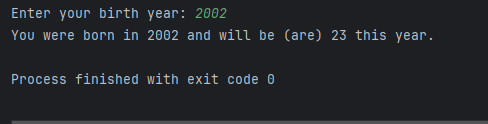 Enter your birth year: 2002
You were born in 2002 and will be (are) 23 this year.
Process finished with exit code 0